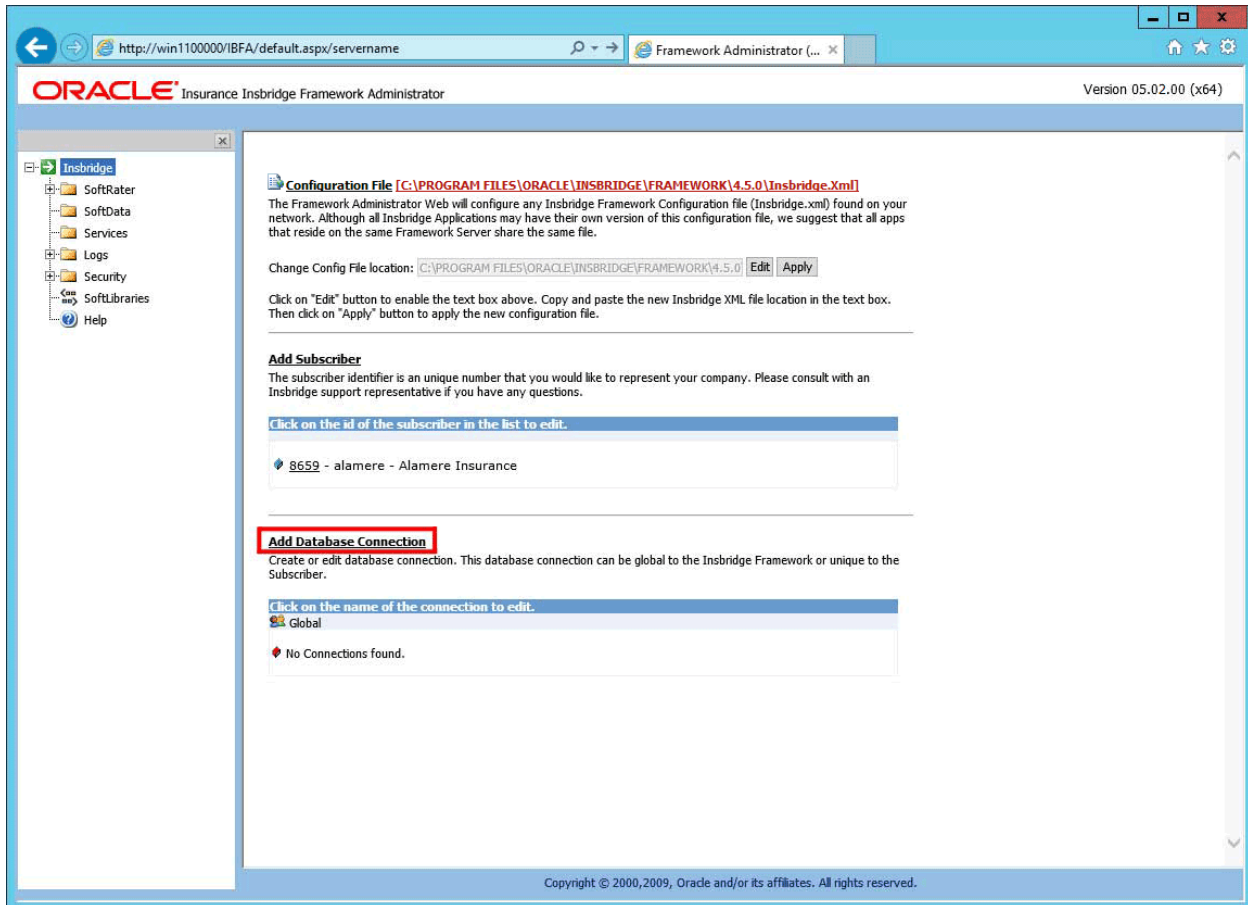 http://win1100000/IBFA/default.aspx/servername
Framework Administrator (...
ORACLE Insurance Insbridge Framework Administrator
Version 05.02.00 (x64)
Insbridge
SoftRater
SoftData
Services
Logs
Security
SoftLibraries
Help
Configuration File [C:\PROGRAM FILES\ORACLE\INSBRIDGE\FRAMEWORK\4.5.0\Insbridge.Xml]
The Framework Administrator Web will configure any Insbridge Framework Configuration file (Insbridge.xml) found on your
network. Although all Insbridge Applications may have their own version of this configuration file, we suggest that all apps
that reside on the same Framework Server share the same file.
Change Config File location: C:\PROGRAM FILES\ORACLE\INSBRIDGE\FRAMEWORK\4.5.0 Edit Apply
Click on "Edit" button to enable the text box above. Copy and paste the new Insbridge XML file location in the text box.
Then click on "Apply" button to apply the new configuration file.
Add Subscriber
The subscriber identifier is an unique number that you would like to represent your company. Please consult with an
Insbridge support representative if you have any questions.
Click on the id of the subscriber in the list to edit.
8659 - alamere - Alamere Insurance
Add Database Connection
Create or edit database connection. This database connection can be global to the Insbridge Framework or unique to the
Subscriber.
Click on the name of the connection to edit.
Global
No Connections found.
Copyright © 2000,2009, Oracle and/or its affiliates. All rights reserved.